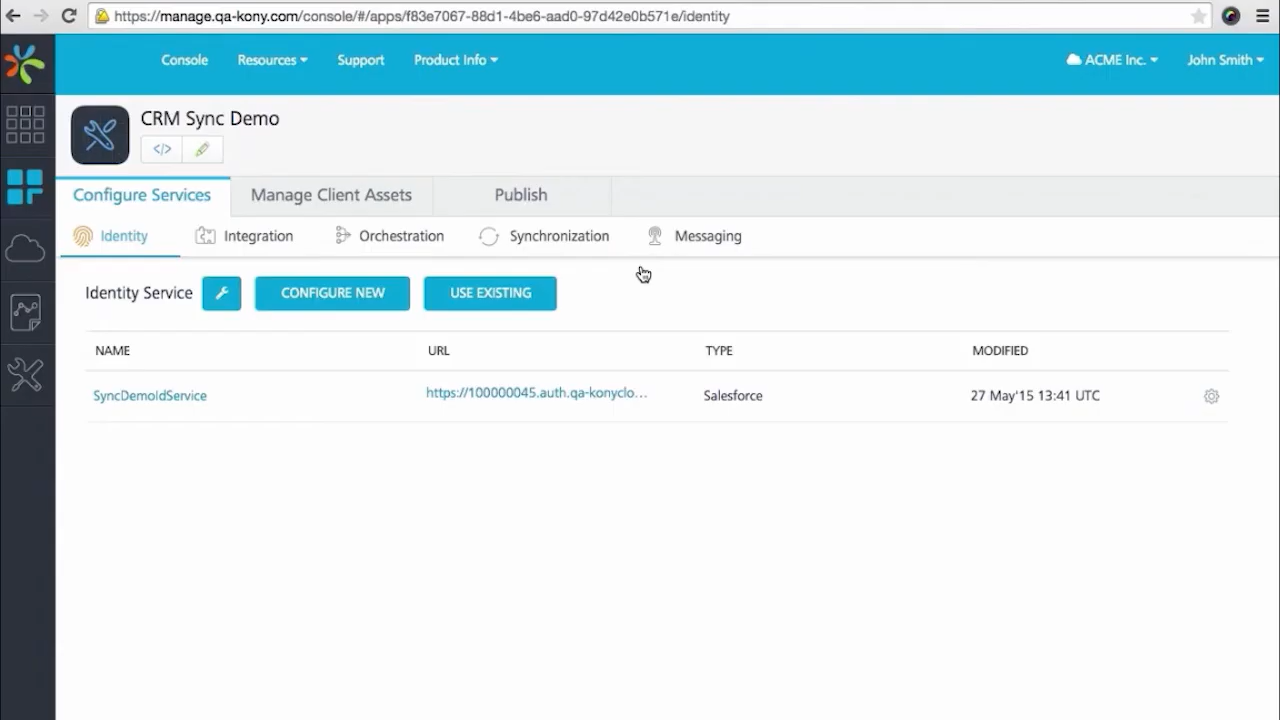 https://manage.qa-kony.com/console/#/apps/f83e7067-88d1-4be6-aad0-97d42e0b571e/identity
Console Resources Support Product Info ACME Inc. John Smith
CRM Sync Demo
</>
Configure Services Manage Client Assets Publish
Identity Integration Orchestration Synchronization Messaging
Identity Service CONFIGURE NEW USE EXISTING
NAME URL TYPE MODIFIED
SyncDemoIdService https://100000045.auth.qa-konyclo... Salesforce 27 May'15 13:41 UTC